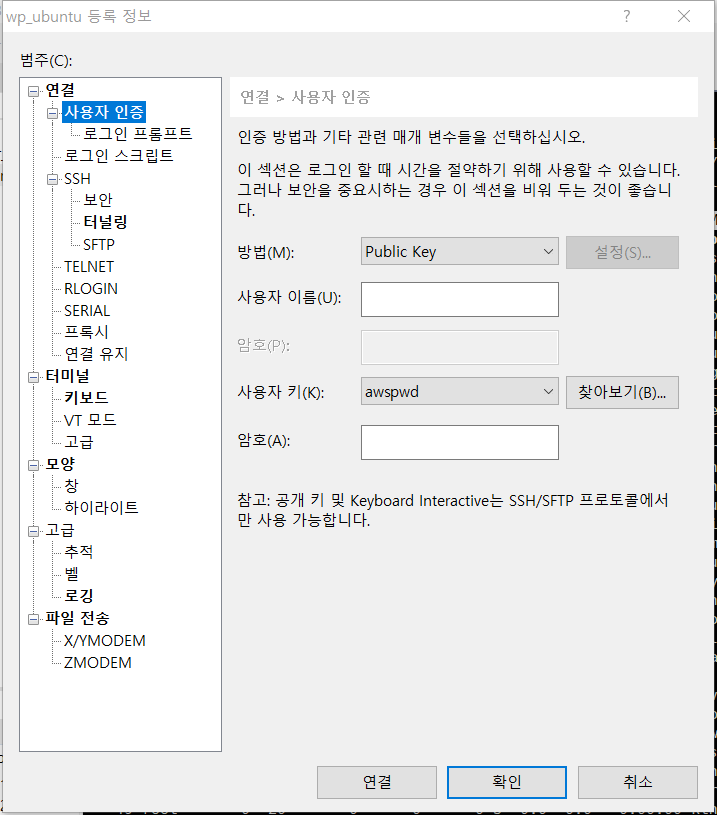 wp_ubuntu 등록 정보
범주(C):
연결
사용자 인증
로그인 프롬프트
로그인 스크립트
SSH
보안
터널링
SFTP
TELNET
RLOGIN
SERIAL
프록시
연결 유지
터미널
키보드
VT 모드
고급
모양
창
하이라이트
고급
추적
벨
로깅
파일 전송
X/YMODEM
ZMODEM
연결 > 사용자 인증
인증 방법과 기타 관련 매개 변수들을 선택하십시오.
이 섹션은 로그인 할 때 시간을 절약하기 위해 사용할 수 있습니다.
그러나 보안을 중요시하는 경우 이 섹션을 비워 두는 것이 좋습니
다.
방법(M): Public Key 설정(S)...
사용자 이름(U):
암호(P):
사용자 키(K): awspwd 찾아보기(B)...
암호(A):
참고: 공개 키 및 Keyboard Interactive는 SSH/SFTP 프로토콜에서
만 사용 가능합니다.
연결 확인 취소